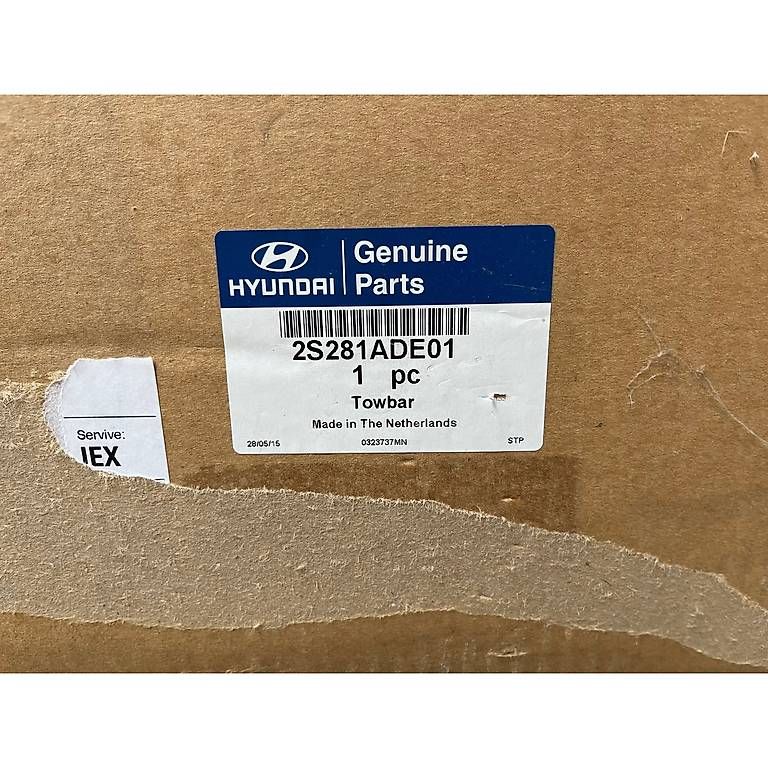 HYUNDAI
Genuine
Parts
2S281ADE01
1 pc
Towbar
Made in The Netherlands
28/05/15 0323737MN STP
Servive:
IEX